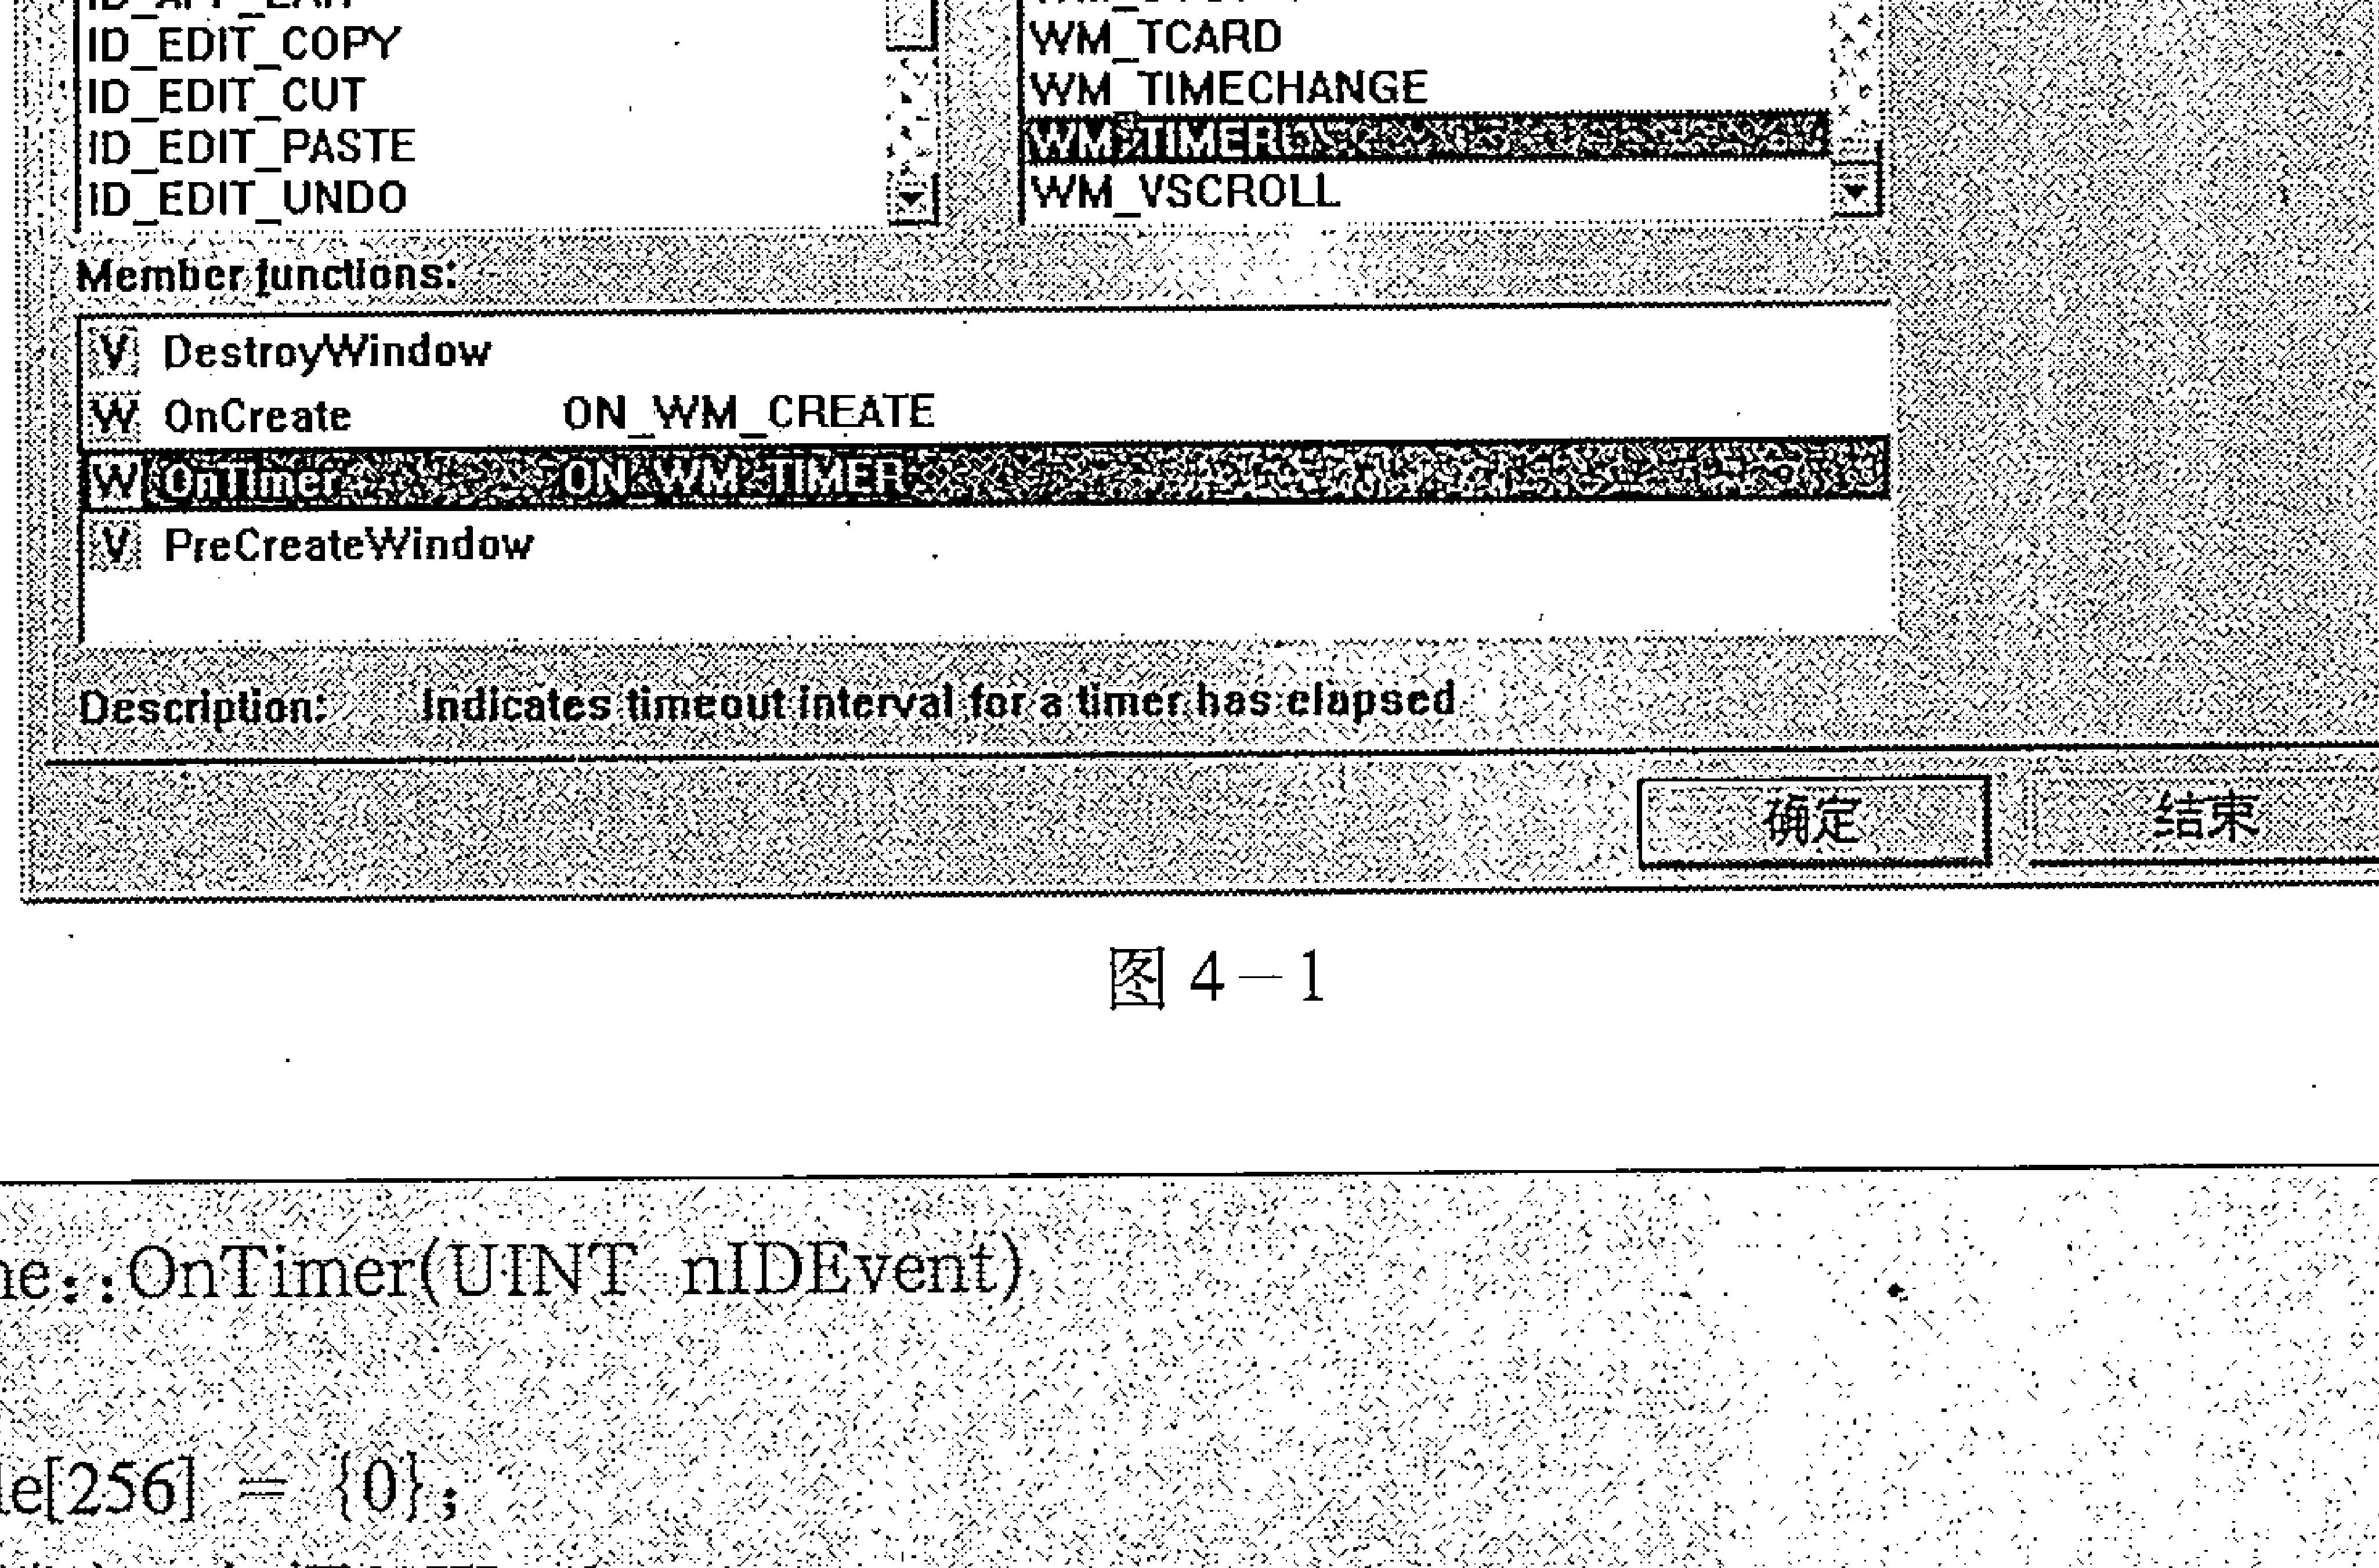 ID_EDIT_COPY
ID_EDIT_CUT
ID_EDIT_PASTE
ID_EDIT_UNDO
WM_TCARD
WM_TIMECHANGE
WM_TIMER
WM_VSCROLL
Member functions:
V DestroyWindow
W OnCreate ON_WM_CREATE
W OnTimer ON_WM_TIMER
V PreCreateWindow
Description: Indicates timeout interval for a timer has elapsed
确定 结束
图 4-1
::OnTimer(UINT nIDEvent)
[256] = {0};